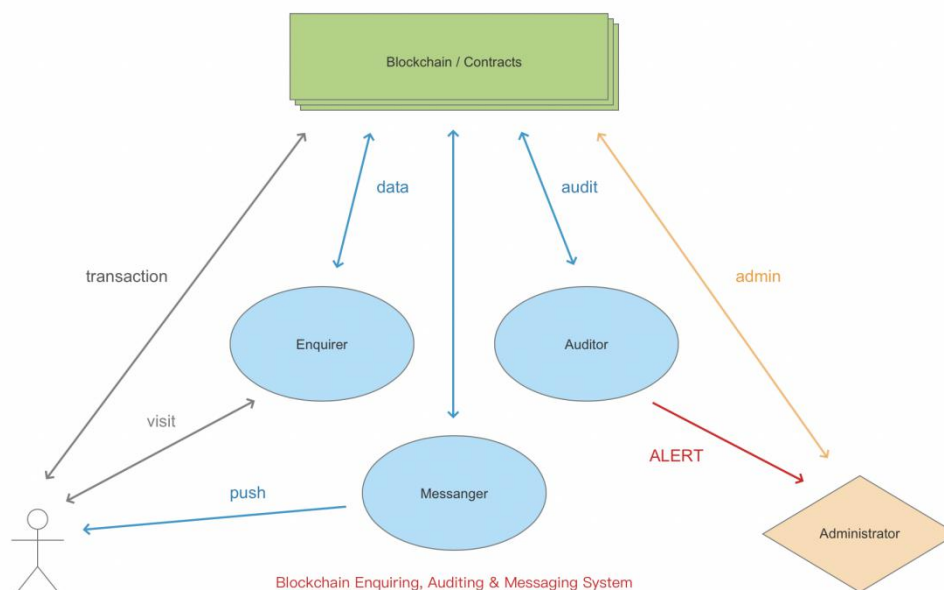 Blockchain / Contracts
data
audit
transaction
admin
Enquirer
Auditor
visit
ALERT
Messanger
push
Administrator
Blockchain Enquiring, Auditing & Messaging System